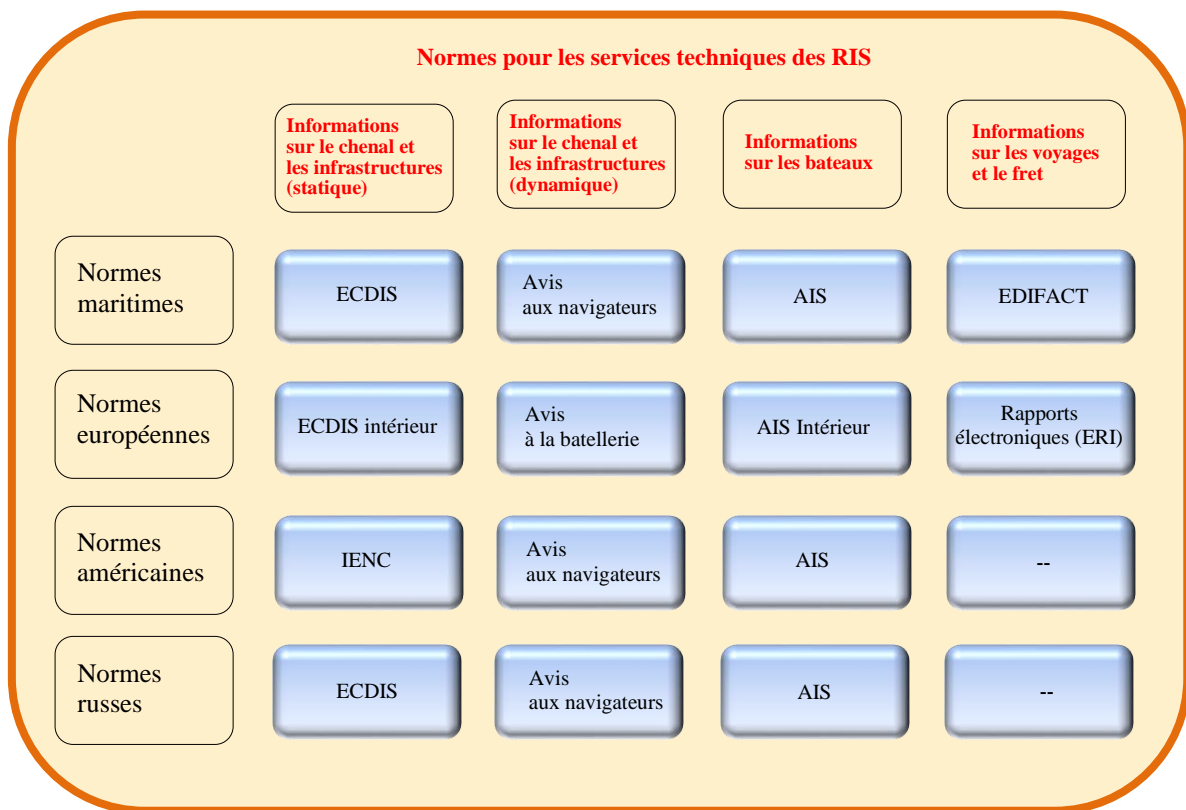 Normes pour les services techniques des RIS
Informations
sur le chenal et
les infrastructures
(statique)
Informations
sur le chenal et
les infrastructures
(dynamique)
Informations
sur les bateaux
Informations
sur les voyages
et le fret
Normes
maritimes
ECDIS
Avis
aux navigateurs
AIS
EDIFACT
Normes
européennes
ECDIS intérieur
Avis
à la batellerie
AIS Intérieur
Rapports
électroniques (ERI)
Normes
américaines
IENC
Avis
aux navigateurs
AIS
--
Normes
russes
ECDIS
Avis
aux navigateurs
AIS
--